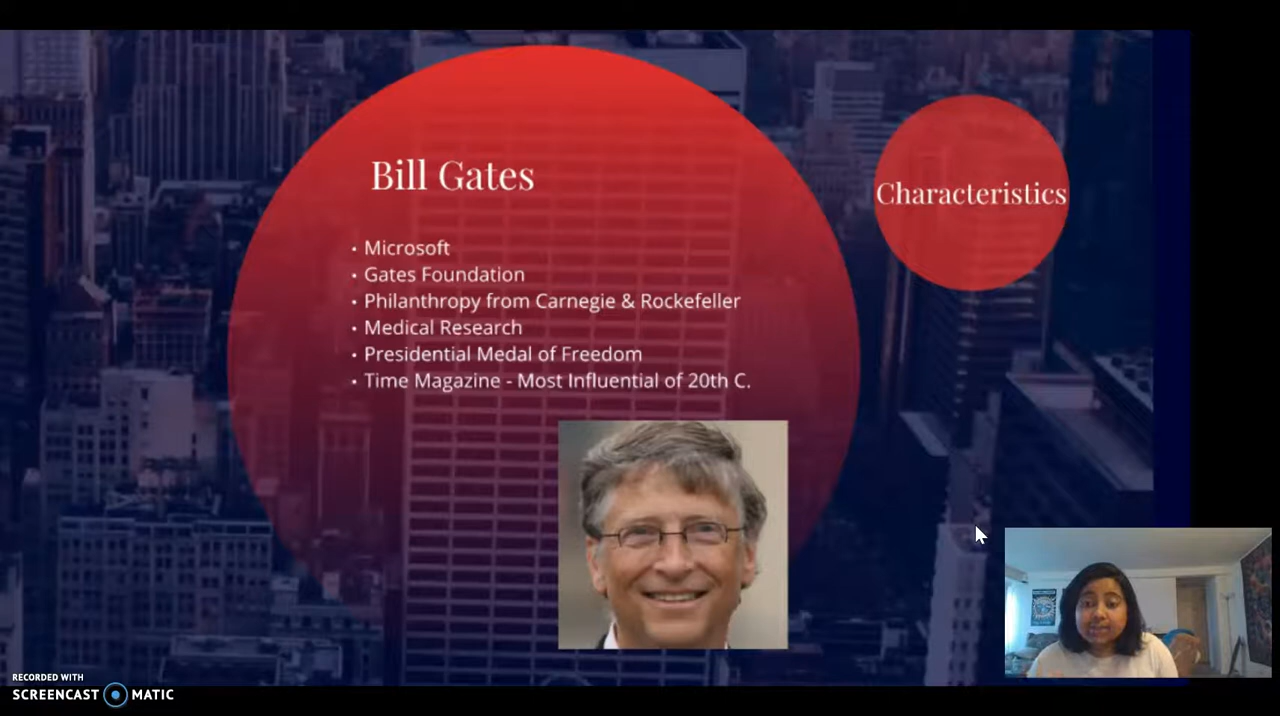 Bill Gates
• Microsoft
• Gates Foundation
• Philanthropy from Carnegie & Rockefeller
• Medical Research
• Presidential Medal of Freedom
• Time Magazine - Most Influential of 20th C.
Characteristics
RECORDED WITH
SCREENCAST MATIC